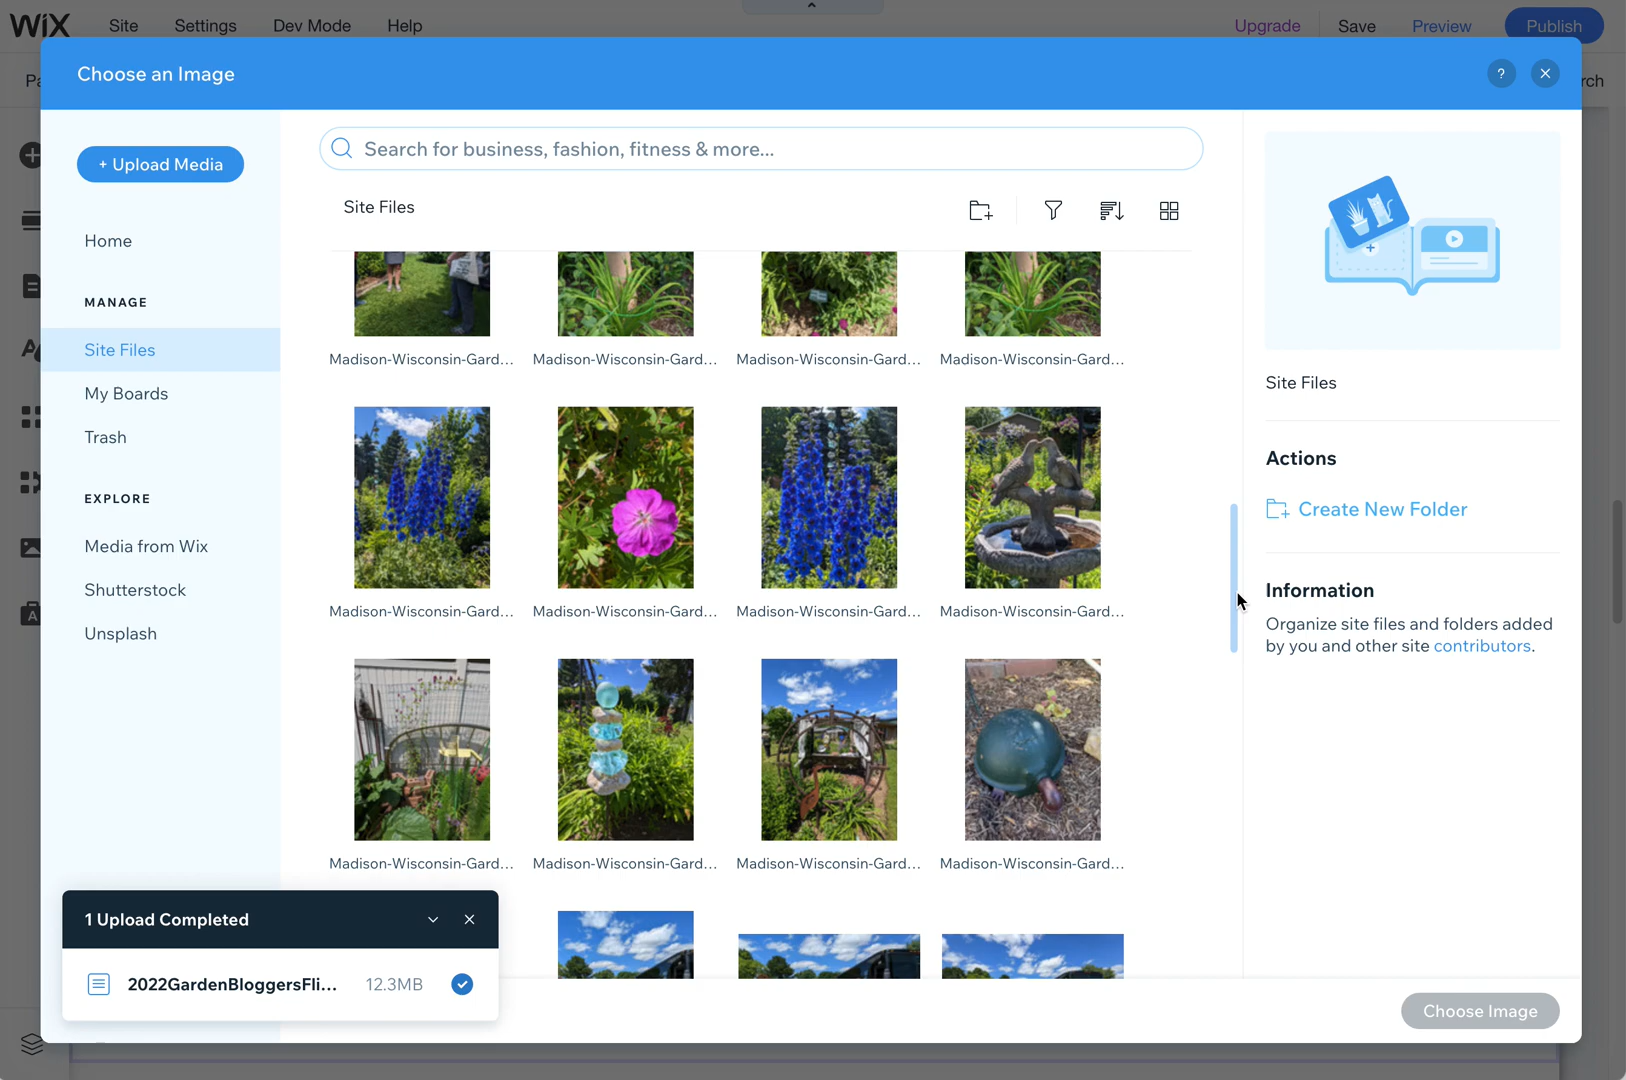 WiX Site Settings Dev Mode Help Upgrade Save Preview Publish
Choose an Image ?
+ Upload Media
Search for business, fashion, fitness & more...
Site Files
Home
MANAGE
Site Files
My Boards
Trash
EXPLORE
Media from Wix
Shutterstock
Unsplash
Madison-Wisconsin-Gard... Madison-Wisconsin-Gard... Madison-Wisconsin-Gard... Madison-Wisconsin-Gard...
Madison-Wisconsin-Gard... Madison-Wisconsin-Gard... Madison-Wisconsin-Gard... Madison-Wisconsin-Gard...
Madison-Wisconsin-Gard... Madison-Wisconsin-Gard... Madison-Wisconsin-Gard... Madison-Wisconsin-Gard...
Site Files
Actions
Create New Folder
Information
Organize site files and folders added
by you and other site contributors.
1 Upload Completed
2022GardenBloggersFli... 12.3MB
Choose Image